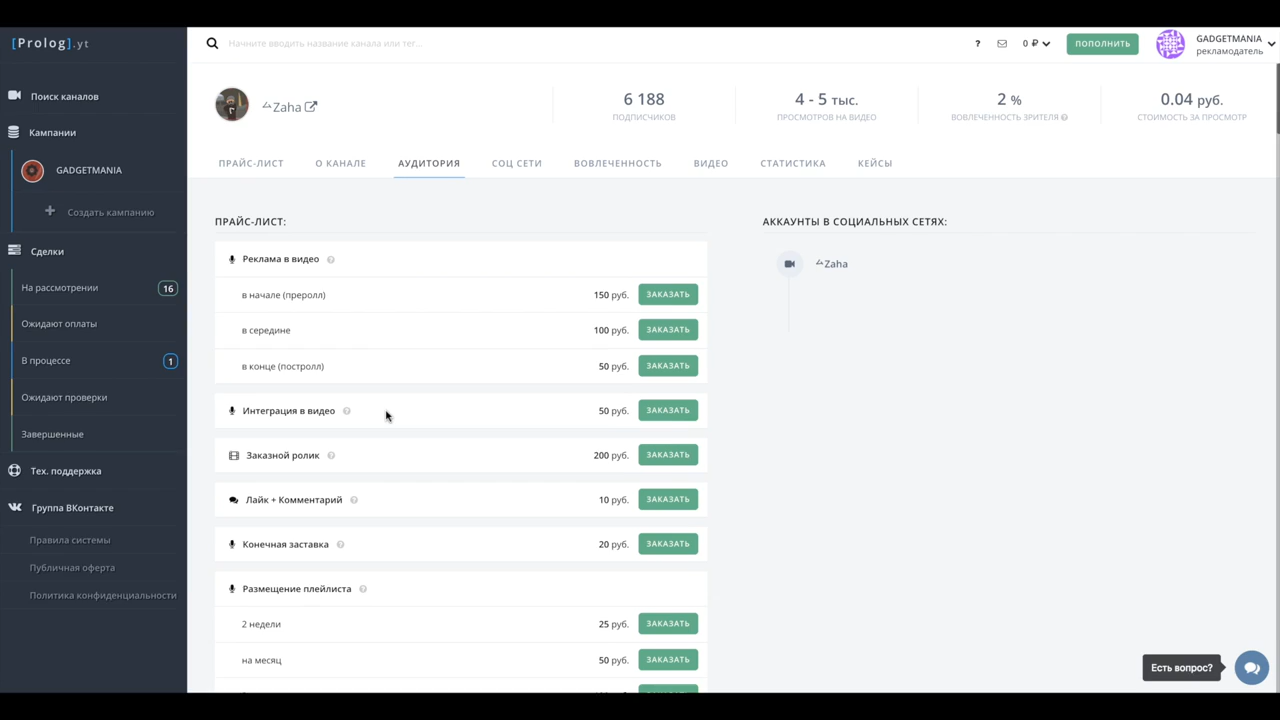 [Prolog].yt
Начните вводить название канала или тег...
?
0 ₽
ПОПОЛНИТЬ
GADGETMANIA
рекламодатель
Поиск каналов
Кампании
GADGETMANIA
Создать кампанию
Сделки
На рассмотрении 16
Ожидают оплаты
В процессе 1
Ожидают проверки
Завершенные
Тех. поддержка
Группа ВКонтакте
Правила системы
Публичная оферта
Политика конфиденциальности
Zaha
6 188
ПОДПИСЧИКОВ
4 - 5 тыс.
ПРОСМОТРОВ НА ВИДЕО
2 %
ВОВЛЕЧЕННОСТЬ ЗРИТЕЛЯ ?
0.04 руб.
СТОИМОСТЬ ЗА ПРОСМОТР
ПРАЙС-ЛИСТ О КАНАЛЕ АУДИТОРИЯ СОЦ СЕТИ ВОВЛЕЧЕННОСТЬ ВИДЕО СТАТИСТИКА КЕЙСЫ
ПРАЙС-ЛИСТ:
Реклама в видео ?
в начале (преролл) 150 руб. ЗАКАЗАТЬ
в середине 100 руб. ЗАКАЗАТЬ
в конце (постролл) 50 руб. ЗАКАЗАТЬ
Интеграция в видео ? 50 руб. ЗАКАЗАТЬ
Заказной ролик ? 200 руб. ЗАКАЗАТЬ
Лайк + Комментарий ? 10 руб. ЗАКАЗАТЬ
Конечная заставка ? 20 руб. ЗАКАЗАТЬ
Размещение плейлиста ?
2 недели 25 руб. ЗАКАЗАТЬ
на месяц 50 руб. ЗАКАЗАТЬ
АККАУНТЫ В СОЦИАЛЬНЫХ СЕТЯХ:
Zaha
Есть вопрос?